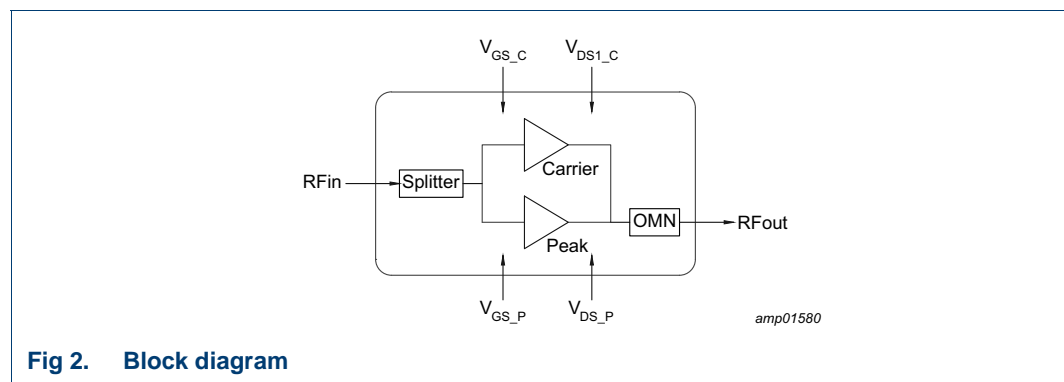 V_GS_C
V_DS1_C
RFin
Splitter
Carrier
Peak
OMN
RFout
V_GS_P
V_DS_P
amp01580
Fig 2. Block diagram